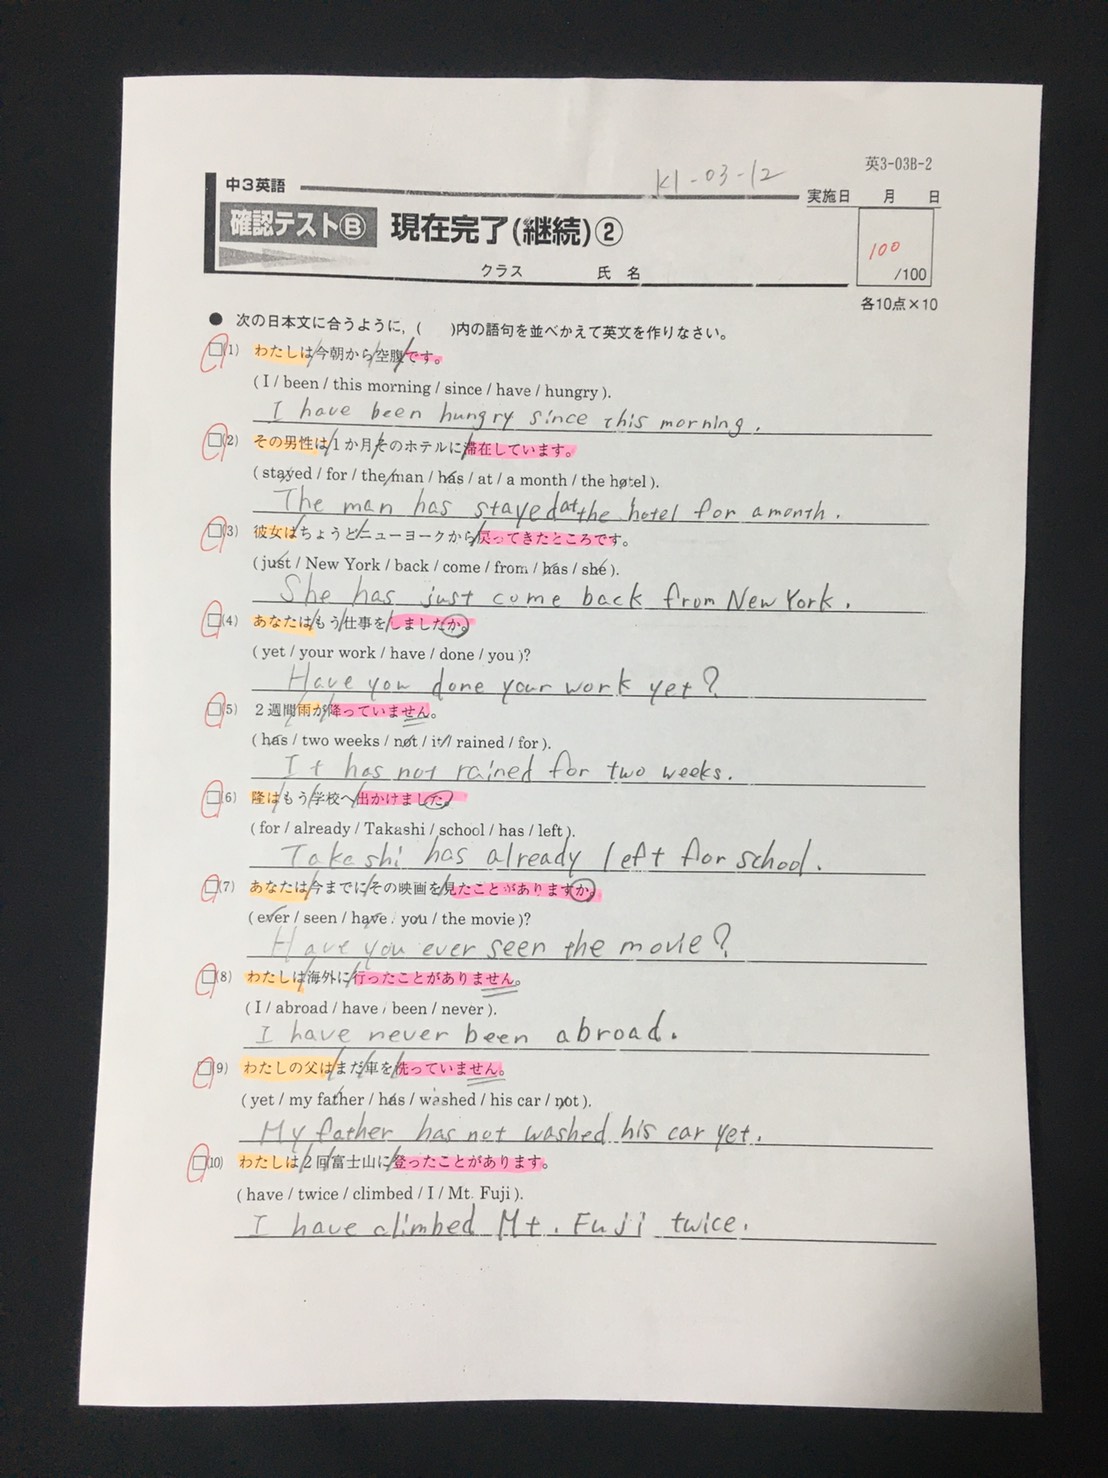 英3-03B-2
K1-03-12
中3英語
実施日 月 日
確認テストⒷ 現在完了(継続)②
100
/100
クラス 氏名
各10点×10
● 次の日本文に合うように,( )内の語句を並べかえて英文を作りなさい。
□(1) わたしは/今朝から/空腹/です。
( I / been / this morning / since / have / hungry ).
I have been hungry since this morning.
□(2) その男性は/1か月/そのホテルに/滞在しています。
( stayed / for / the man / has / at / a month / the hotel ).
The man has stayed at the hotel for a month.
□(3) 彼女は/ちょうど/ニューヨークから/戻ってきたところです。
( just / New York / back / come / from / has / she ).
She has just come back from New York.
□(4) あなたは/もう/仕事を/しましたか。
( yet / your work / have / done / you )?
Have you done your work yet?
□(5) 2週間/雨が/降っていません。
( has / two weeks / not / it / rained / for ).
It has not rained for two weeks.
□(6) 隆は/もう/学校へ/出かけました。
( for / already / Takashi / school / has / left ).
Takashi has already left for school.
□(7) あなたは/今までに/その映画を/見たことがありますか。
( ever / seen / have / you / the movie )?
Have you ever seen the movie?
□(8) わたしは/海外に/行ったことがありません。
( I / abroad / have / been / never ).
I have never been abroad.
□(9) わたしの父は/まだ/車を/洗っていません。
( yet / my father / has / washed / his car / not ).
My father has not washed his car yet.
□(10) わたしは/2回/富士山に/登ったことがあります。
( have / twice / climbed / I / Mt. Fuji ).
I have climbed Mt. Fuji twice.